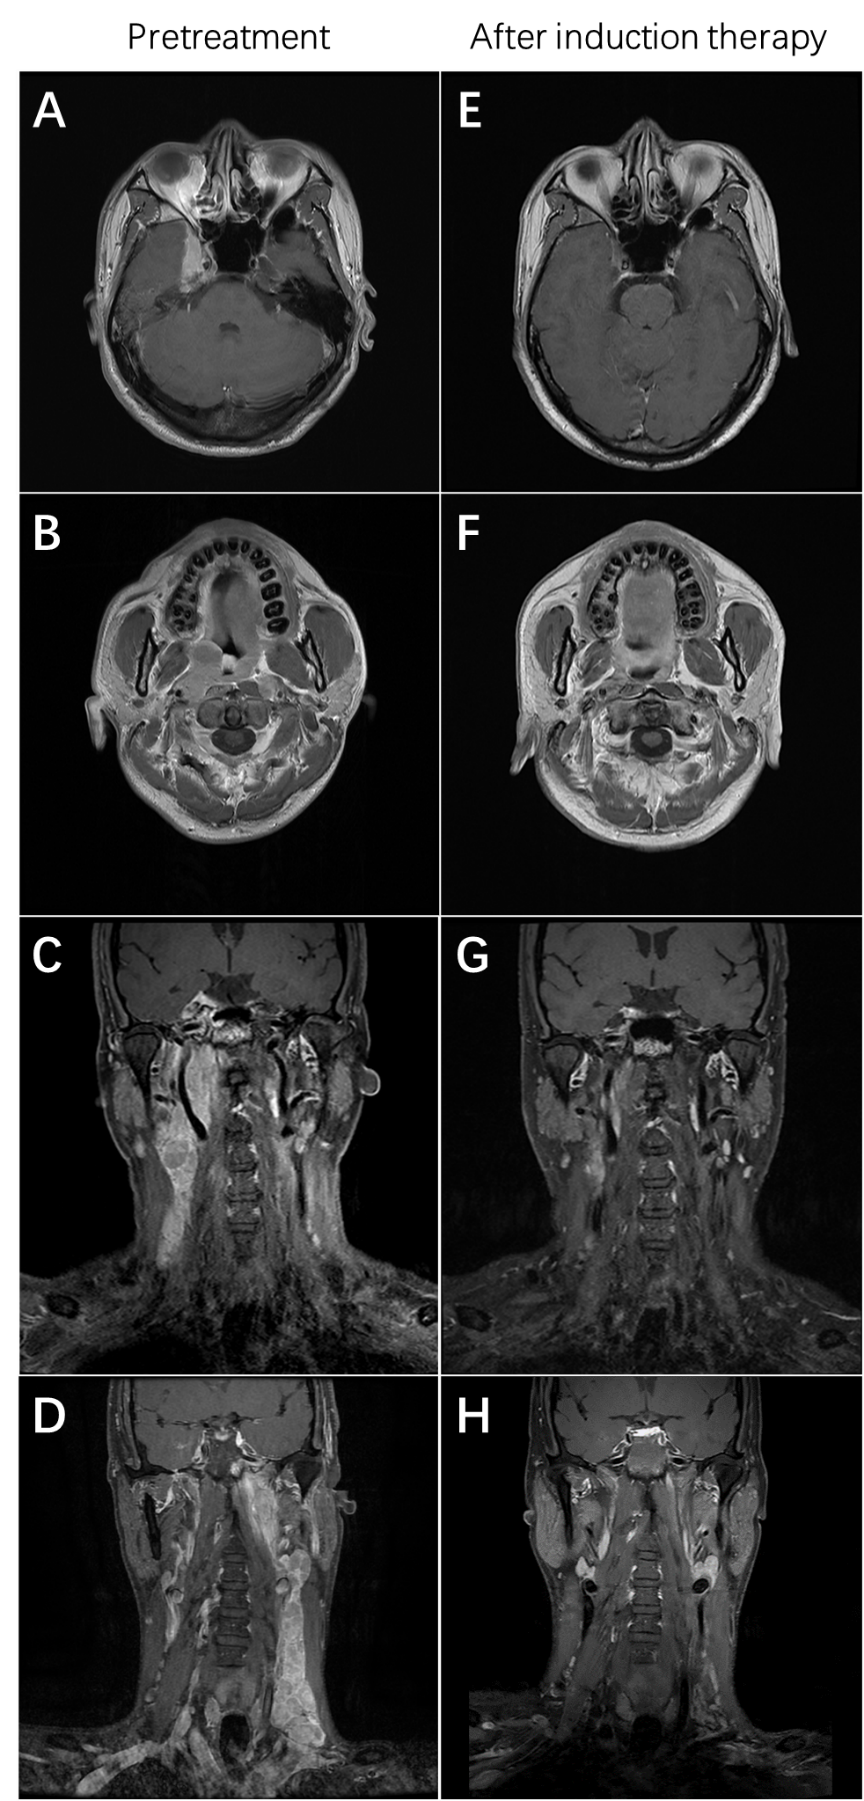 Pretreatment After induction therapy
A E
B F
C G
D H